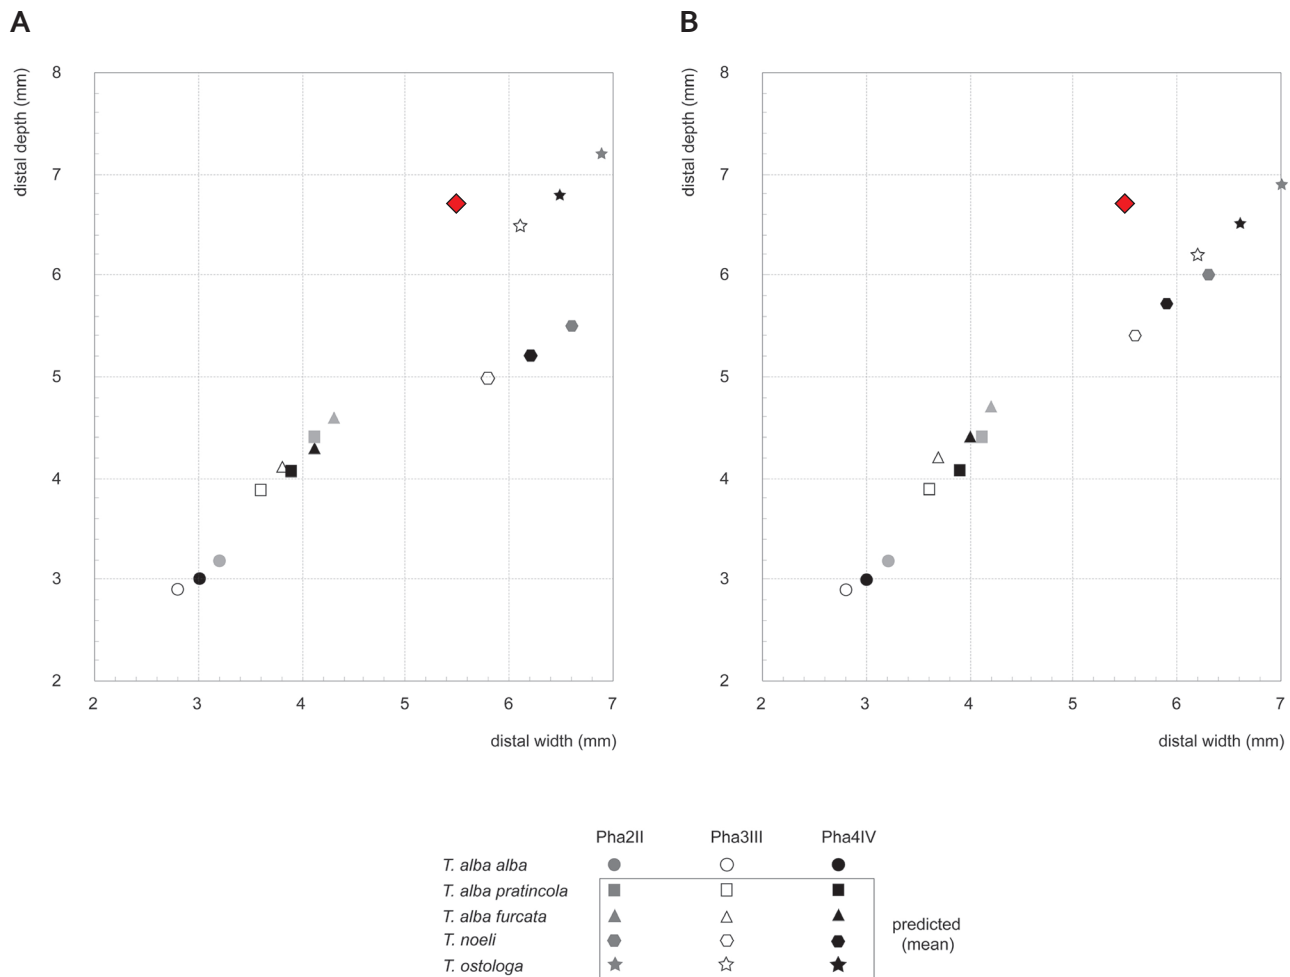 A
B
distal depth (mm)
8
7
6
5
4
3
2
2 3 4 5 6 7
distal width (mm)
distal depth (mm)
8
7
6
5
4
3
2
2 3 4 5 6 7
distal width (mm)
Pha2II Pha3III Pha4IV
T. alba alba
T. alba pratincola
T. alba furcata
T. noeli
T. ostologa
predicted
(mean)